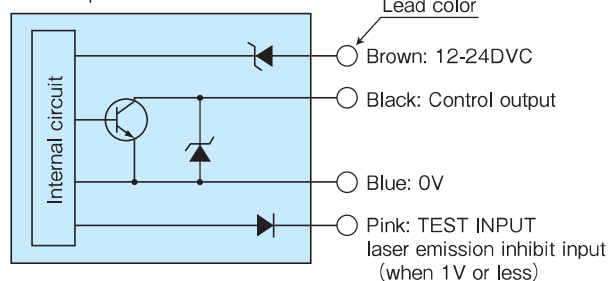 Lead color
Brown: 12-24DVC
Black: Control output
Internal circuit
Blue: 0V
Pink: TEST INPUT
laser emission inhibit input
(when 1V or less)